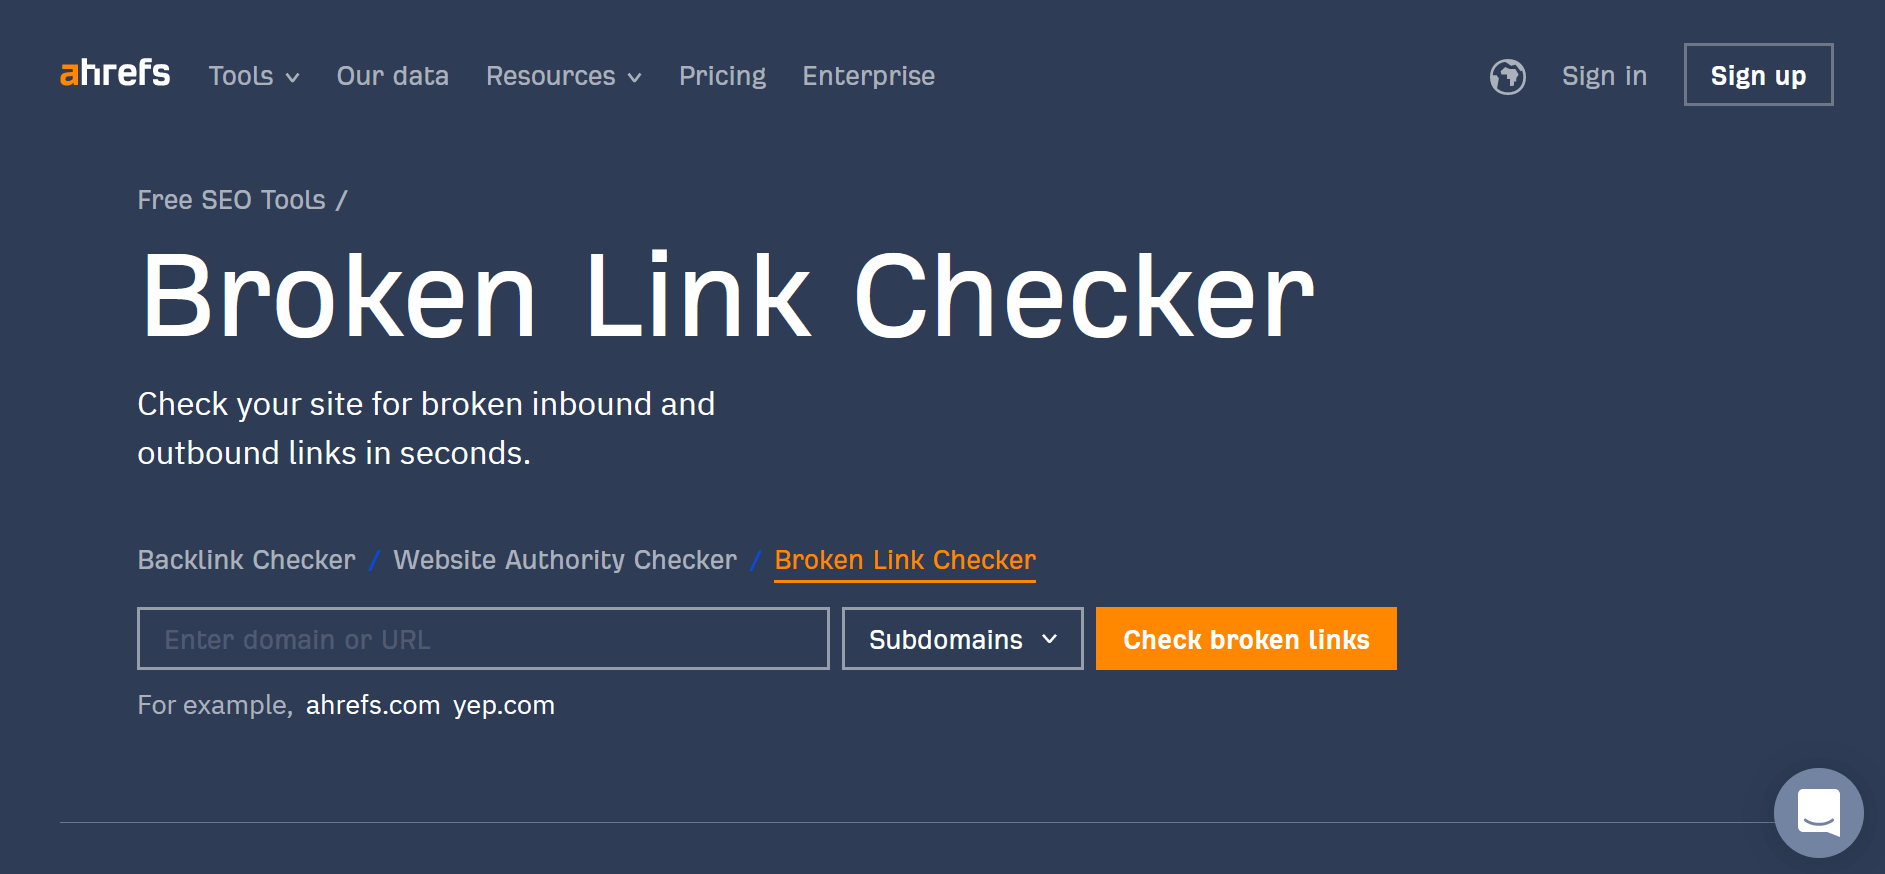 ahrefs Tools Our data Resources Pricing Enterprise Sign in Sign up
Free SEO Tools /
Broken Link Checker
Check your site for broken inbound and
outbound links in seconds.
Backlink Checker / Website Authority Checker / Broken Link Checker
Enter domain or URL Subdomains Check broken links
For example, ahrefs.com yep.com